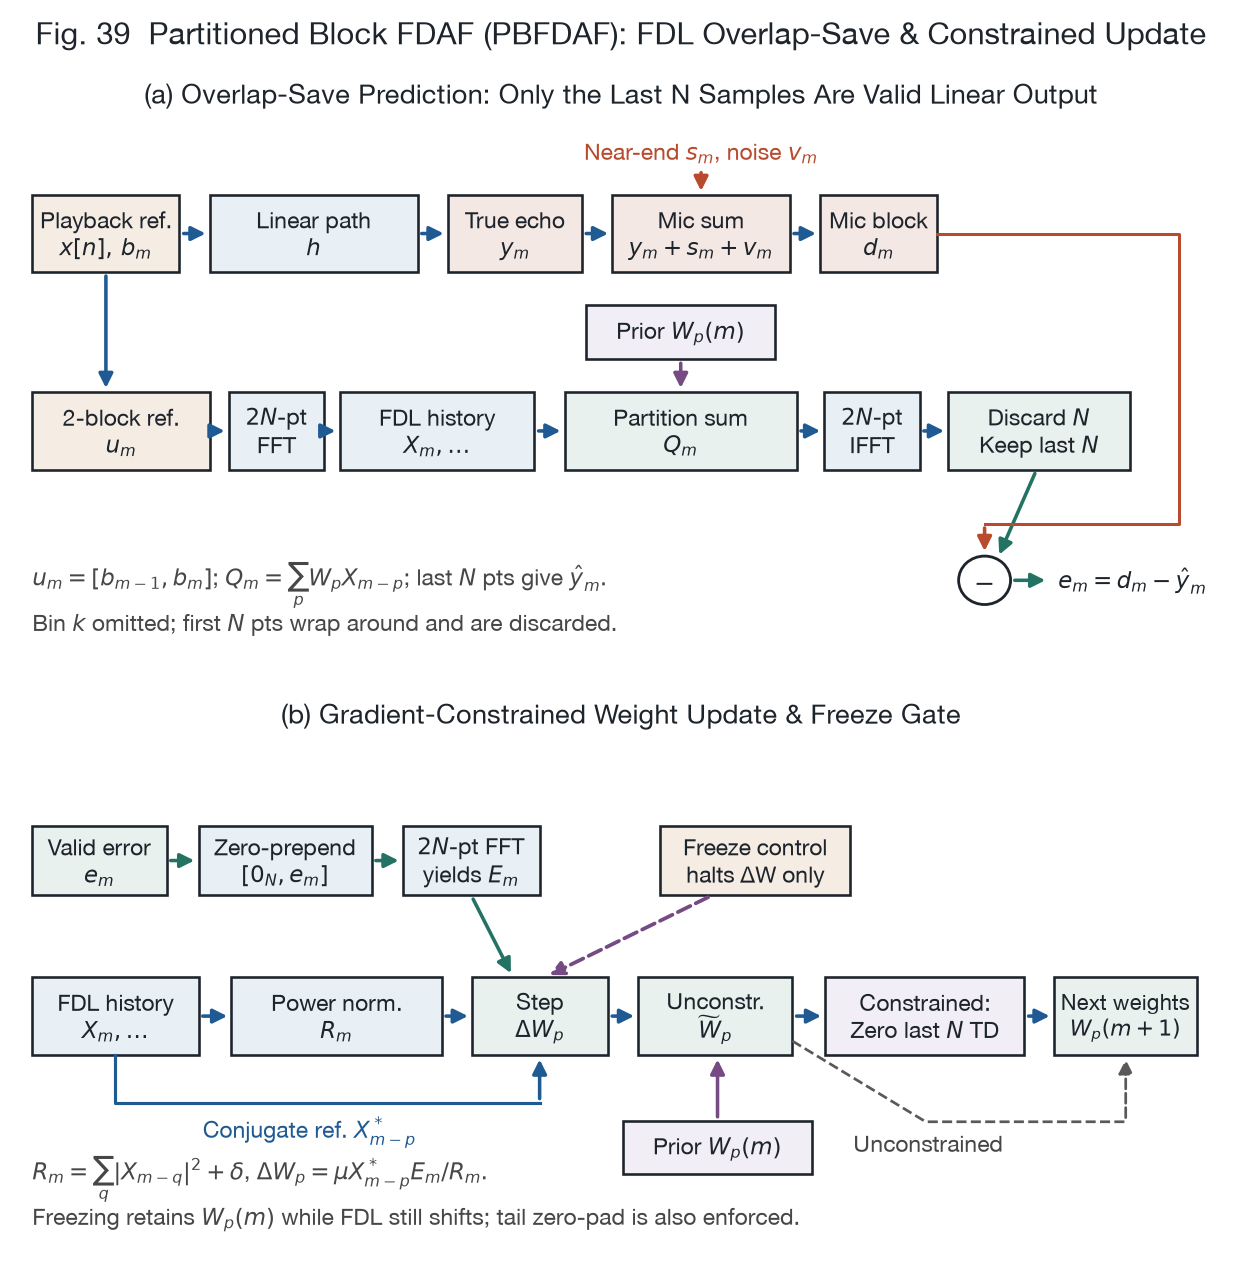 Fig. 39  Partitioned Block FDAF (PBFDAF): FDL Overlap-Save & Constrained Update
(a) Overlap-Save Prediction: Only the Last N Samples Are Valid Linear Output
Near-end s_m, noise v_m
Playback ref.
x[n], b_m
Linear path
h
True echo
y_m
Mic sum
y_m + s_m + v_m
Mic block
d_m
Prior W_p(m)
2-block ref.
u_m
2N-pt
FFT
FDL history
X_m, …
Partition sum
Q_m
2N-pt
IFFT
Discard N
Keep last N
−
e_m = d_m − ŷ_m
u_m = [b_{m−1}, b_m]; Q_m = ∑_p W_p X_{m−p}; last N pts give ŷ_m.
Bin k omitted; first N pts wrap around and are discarded.
(b) Gradient-Constrained Weight Update & Freeze Gate
Valid error
e_m
Zero-prepend
[0_N, e_m]
2N-pt FFT
yields E_m
Freeze control
halts ΔW only
FDL history
X_m, …
Power norm.
R_m
Step
ΔW_p
Unconstr.
W̃_p
Constrained:
Zero last N TD
Next weights
W_p(m + 1)
Conjugate ref. X*_{m−p}
Prior W_p(m)
Unconstrained
R_m = ∑_q |X_{m−q}|² + δ, ΔW_p = μX*_{m−p}E_m/R_m.
Freezing retains W_p(m) while FDL still shifts; tail zero-pad is also enforced.